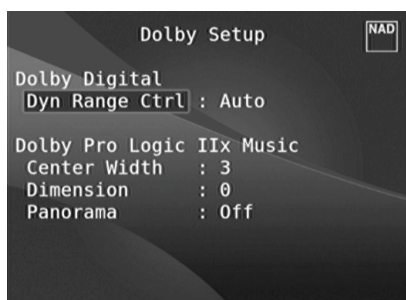 Dolby Setup
NAD
Dolby Digital
Dyn Range Ctrl : Auto
Dolby Pro Logic IIx Music
Center Width : 3
Dimension : 0
Panorama : Off